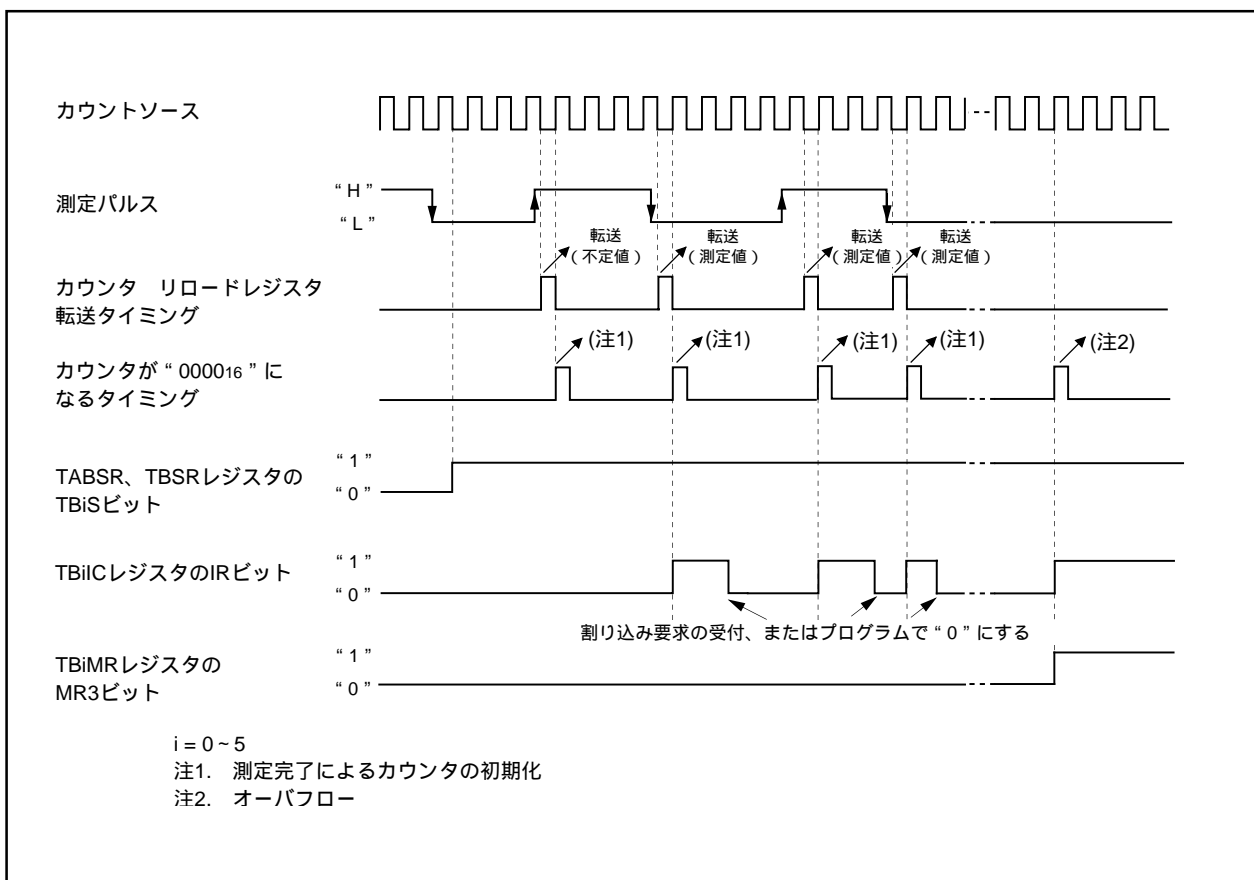 カウントソース
測定パルス
“ H ”
“ L ”
転送
（不定値）
転送
（測定値）
転送
（測定値）
転送
（測定値）
カウンタ　リロードレジスタ
転送タイミング
(注1)
(注1)
(注1)
(注1)
(注2)
カウンタが “ 000016 ” に
なるタイミング
TABSR、TBSRレジスタの
TBiSビット
“ 1 ”
“ 0 ”
TBiICレジスタのIRビット
“ 1 ”
“ 0 ”
割り込み要求の受付、またはプログラムで “ 0 ” にする
TBiMRレジスタの
MR3ビット
“ 1 ”
“ 0 ”
i = 0 ~ 5
注1.　測定完了によるカウンタの初期化
注2.　オーバフロー